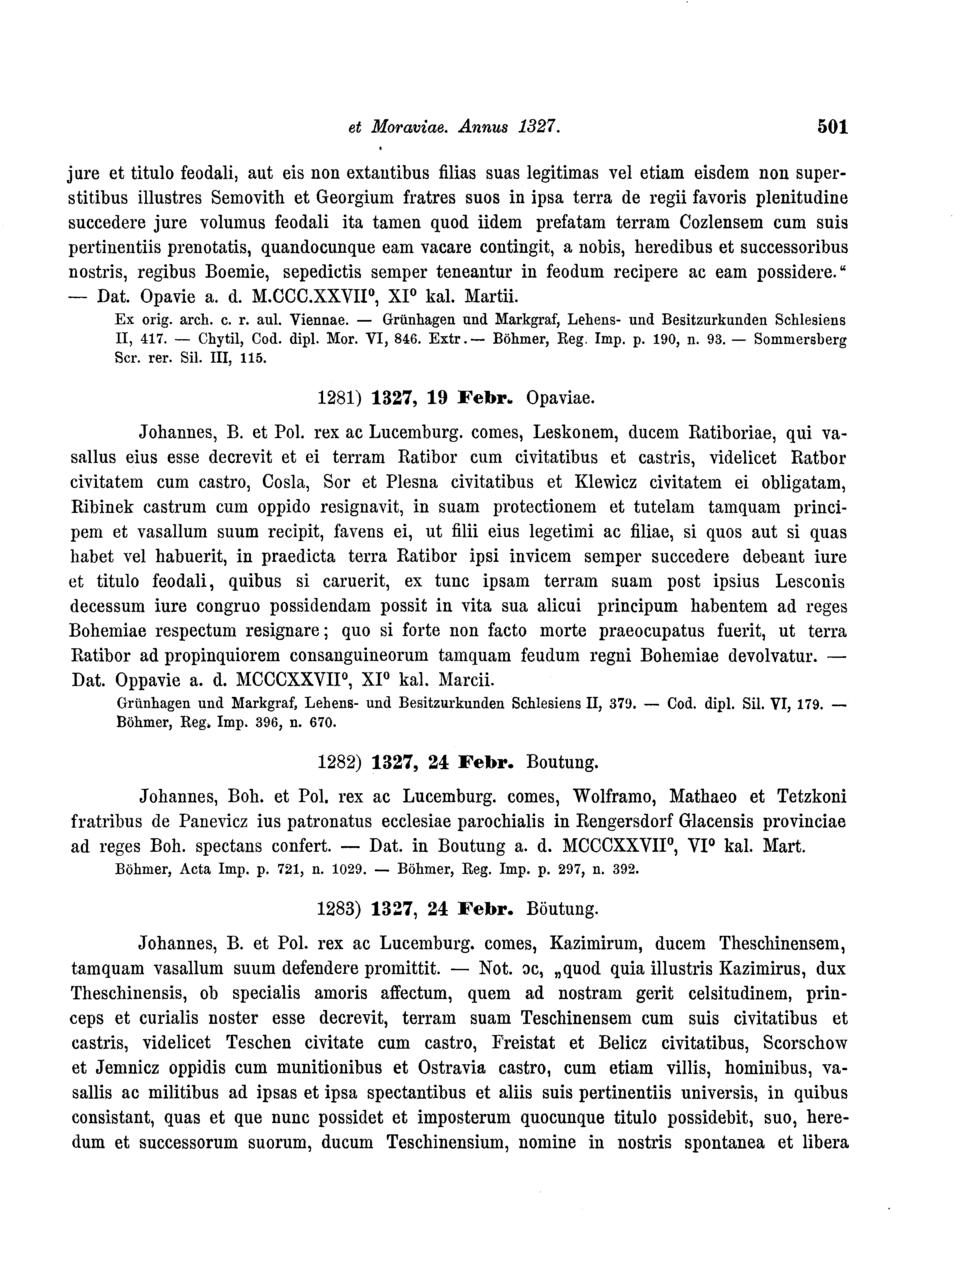 et Moraviae. Annus 1327. 501
jure et titulo feodali, aut eis non extantibus filias suas legitimas vel etiam eisdem non super-
stitibus illustres Semovith et Georgium fratres suos in ipsa terra de regii favoris plenitudine
succedere jure volumus feodali ita tamen quod iidem prefatam terram Cozlensem cum suis
pertinentiis prenotatis, quandocunque eam vacare contingit, a nobis, heredibus et successoribus
nostris, regibus Boemie, sepedictis semper teneantur in feodum recipere ac eam possidere.“
— Dat. Opavie a. d. M.CCC.XXVII⁰, XI⁰ kal. Martii.
Ex orig. arch. c. r. aul. Viennae. — Grünhagen und Markgraf, Lehens- und Besitzurkunden Schlesiens
II, 417. — Chytil, Cod. dipl. Mor. VI, 846. Extr. — Böhmer, Reg. Imp. p. 190, n. 93. — Sommersberg
Scr. rer. Sil. III, 115.
1281) 1327, 19 Febr. Opaviae.
Johannes, B. et Pol. rex ac Lucemburg. comes, Leskonem, ducem Ratiboriae, qui va-
sallus eius esse decrevit et ei terram Ratibor cum civitatibus et castris, videlicet Ratbor
civitatem cum castro, Cosla, Sor et Plesna civitatibus et Klewicz civitatem ei obligatam,
Ribinek castrum cum oppido resignavit, in suam protectionem et tutelam tamquam princi-
pem et vasallum suum recipit, favens ei, ut filii eius legetimi ac filiae, si quos aut si quas
habet vel habuerit, in praedicta terra Ratibor ipsi invicem semper succedere debeant iure
et titulo feodali, quibus si caruerit, ex tunc ipsam terram suam post ipsius Lesconis
decessum iure congruo possidendam possit in vita sua alicui principum habentem ad reges
Bohemiae respectum resignare; quo si forte non facto morte praeocupatus fuerit, ut terra
Ratibor ad propinquiorem consanguineorum tamquam feudum regni Bohemiae devolvatur. —
Dat. Oppavie a. d. MCCCXXVII⁰, XI⁰ kal. Marcii.
Grünhagen und Markgraf, Lehens- und Besitzurkunden Schlesiens II, 379. — Cod. dipl. Sil. VI, 179. —
Böhmer, Reg. Imp. 396, n. 670.
1282) 1327, 24 Febr. Boutung.
Johannes, Boh. et Pol. rex ac Lucemburg. comes, Wolframo, Mathaeo et Tetzkoni
fratribus de Panevicz ius patronatus ecclesiae parochialis in Rengersdorf Glacensis provinciae
ad reges Boh. spectans confert. — Dat. in Boutung a. d. MCCCXXVII⁰, VI⁰ kal. Mart.
Böhmer, Acta Imp. p. 721, n. 1029. — Böhmer, Reg. Imp. p. 297, n. 392.
1283) 1327, 24 Febr. Böutung.
Johannes, B. et Pol. rex ac Lucemburg. comes, Kazimirum, ducem Theschinensem,
tamquam vasallum suum defendere promittit. — Not. ɔc, „quod quia illustris Kazimirus, dux
Theschinensis, ob specialis amoris affectum, quem ad nostram gerit celsitudinem, prin-
ceps et curialis noster esse decrevit, terram suam Teschinensem cum suis civitatibus et
castris, videlicet Teschen civitate cum castro, Freistat et Belicz civitatibus, Scorschow
et Jemnicz oppidis cum munitionibus et Ostravia castro, cum etiam villis, hominibus, va-
sallis ac militibus ad ipsas et ipsa spectantibus et aliis suis pertinentiis universis, in quibus
consistant, quas et que nunc possidet et imposterum quocunque titulo possidebit, suo, here-
dum et successorum suorum, ducum Teschinensium, nomine in nostris spontanea et libera